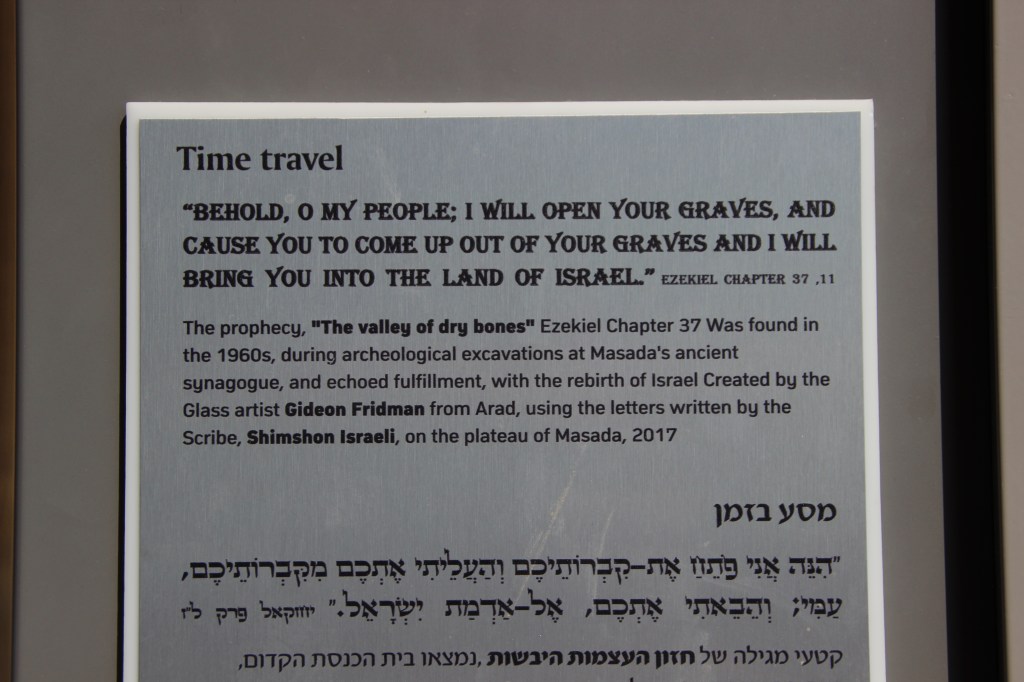 Time travel
“BEHOLD, O MY PEOPLE; I WILL OPEN YOUR GRAVES, AND
CAUSE YOU TO COME UP OUT OF YOUR GRAVES AND I WILL
BRING YOU INTO THE LAND OF ISRAEL.” EZEKIEL CHAPTER 37 ,11
The prophecy, "The valley of dry bones" Ezekiel Chapter 37 Was found in
the 1960s, during archeological excavations at Masada's ancient
synagogue, and echoed fulfillment, with the rebirth of Israel Created by the
Glass artist Gideon Fridman from Arad, using the letters written by the
Scribe, Shimshon Israeli, on the plateau of Masada, 2017
מסע בזמן
"הִנֵּה אֲנִי פֹתֵחַ אֶת–קִבְרוֹתֵיכֶם וְהַעֲלֵיתִי אֶתְכֶם מִקִּבְרוֹתֵיכֶם,
עַמִּי; וְהֵבֵאתִי אֶתְכֶם, אֶל–אַדְמַת יִשְׂרָאֵל." יחזקאל פרק ל״ז
קטעי מגילה של חזון העצמות היבשות ,נמצאו בית הכנסת הקדום,